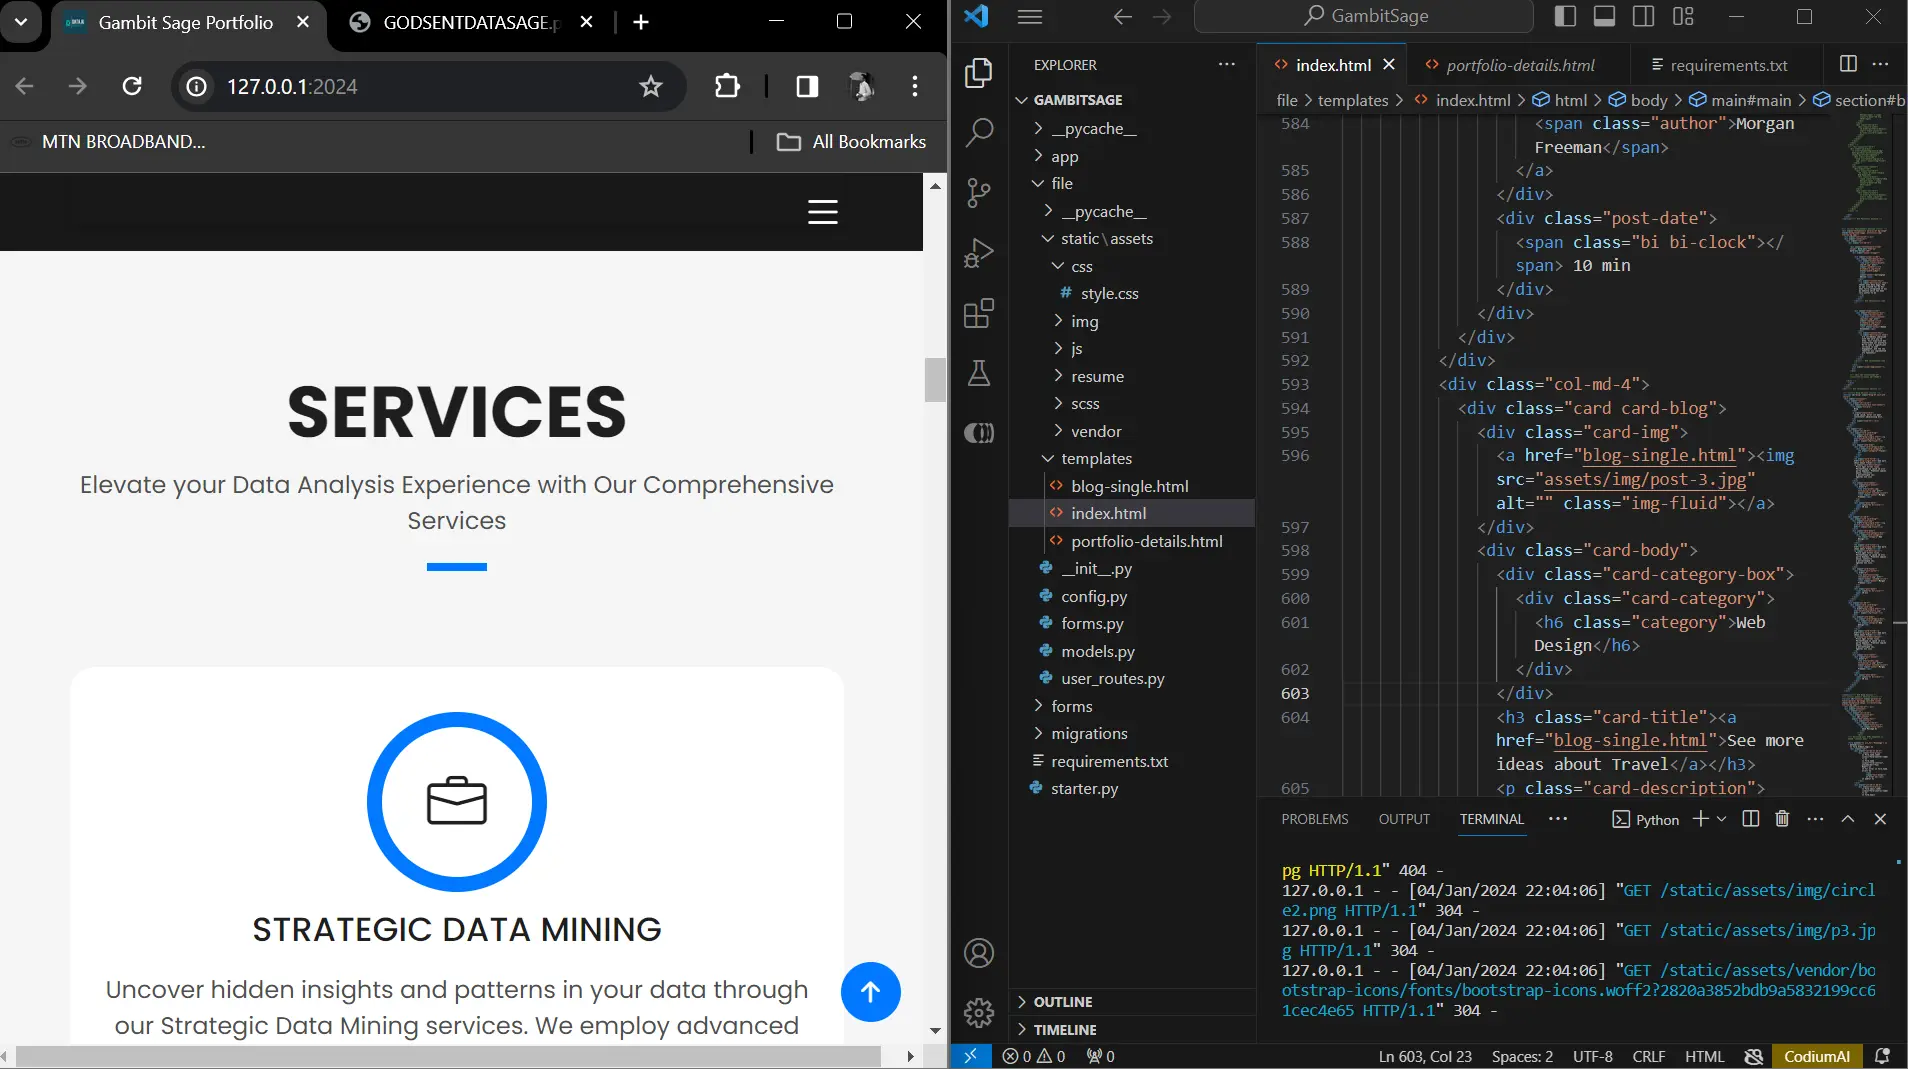 Gambit Sage Portfolio
GODSENTDATASAGE.p
127.0.0.1:2024
MTN BROADBAND...
All Bookmarks
SERVICES
Elevate your Data Analysis Experience with Our Comprehensive
Services
STRATEGIC DATA MINING
Uncover hidden insights and patterns in your data through
our Strategic Data Mining services. We employ advanced
GambitSage
EXPLORER
GAMBITSAGE
__pycache__
app
file
__pycache__
static\assets
css
# style.css
img
js
resume
scss
vendor
templates
<> blog-single.html
<> index.html
<> portfolio-details.html
__init__.py
config.py
forms.py
models.py
user_routes.py
forms
migrations
requirements.txt
starter.py
OUTLINE
TIMELINE
<> index.html
<> portfolio-details.html
requirements.txt
file > templates > <> index.html > html > body > main#main > section#b
584 <span class="author">Morgan
Freeman</span>
585 </a>
586 </div>
587 <div class="post-date">
588 <span class="bi bi-clock"></
span> 10 min
589 </div>
590 </div>
591 </div>
592 </div>
593 <div class="col-md-4">
594 <div class="card card-blog">
595 <div class="card-img">
596 <a href="blog-single.html"><img
src="assets/img/post-3.jpg"
alt="" class="img-fluid"></a>
597 </div>
598 <div class="card-body">
599 <div class="card-category-box">
600 <div class="card-category">
601 <h6 class="category">Web
Design</h6>
602 </div>
603 </div>
604 <h3 class="card-title"><a
href="blog-single.html">See more
ideas about Travel</a></h3>
605 <p class="card-description">
PROBLEMS OUTPUT TERMINAL Python
pg HTTP/1.1" 404 -
127.0.0.1 - - [04/Jan/2024 22:04:06] "GET /static/assets/img/circl
e2.png HTTP/1.1" 304 -
127.0.0.1 - - [04/Jan/2024 22:04:06] "GET /static/assets/img/p3.jp
g HTTP/1.1" 304 -
127.0.0.1 - - [04/Jan/2024 22:04:06] "GET /static/assets/vendor/bo
otstrap-icons/fonts/bootstrap-icons.woff2?2820a3852bdb9a5832199cc6
1cec4e65 HTTP/1.1" 304 -
0 0 0 Ln 603, Col 23 Spaces: 2 UTF-8 CRLF HTML CodiumAI